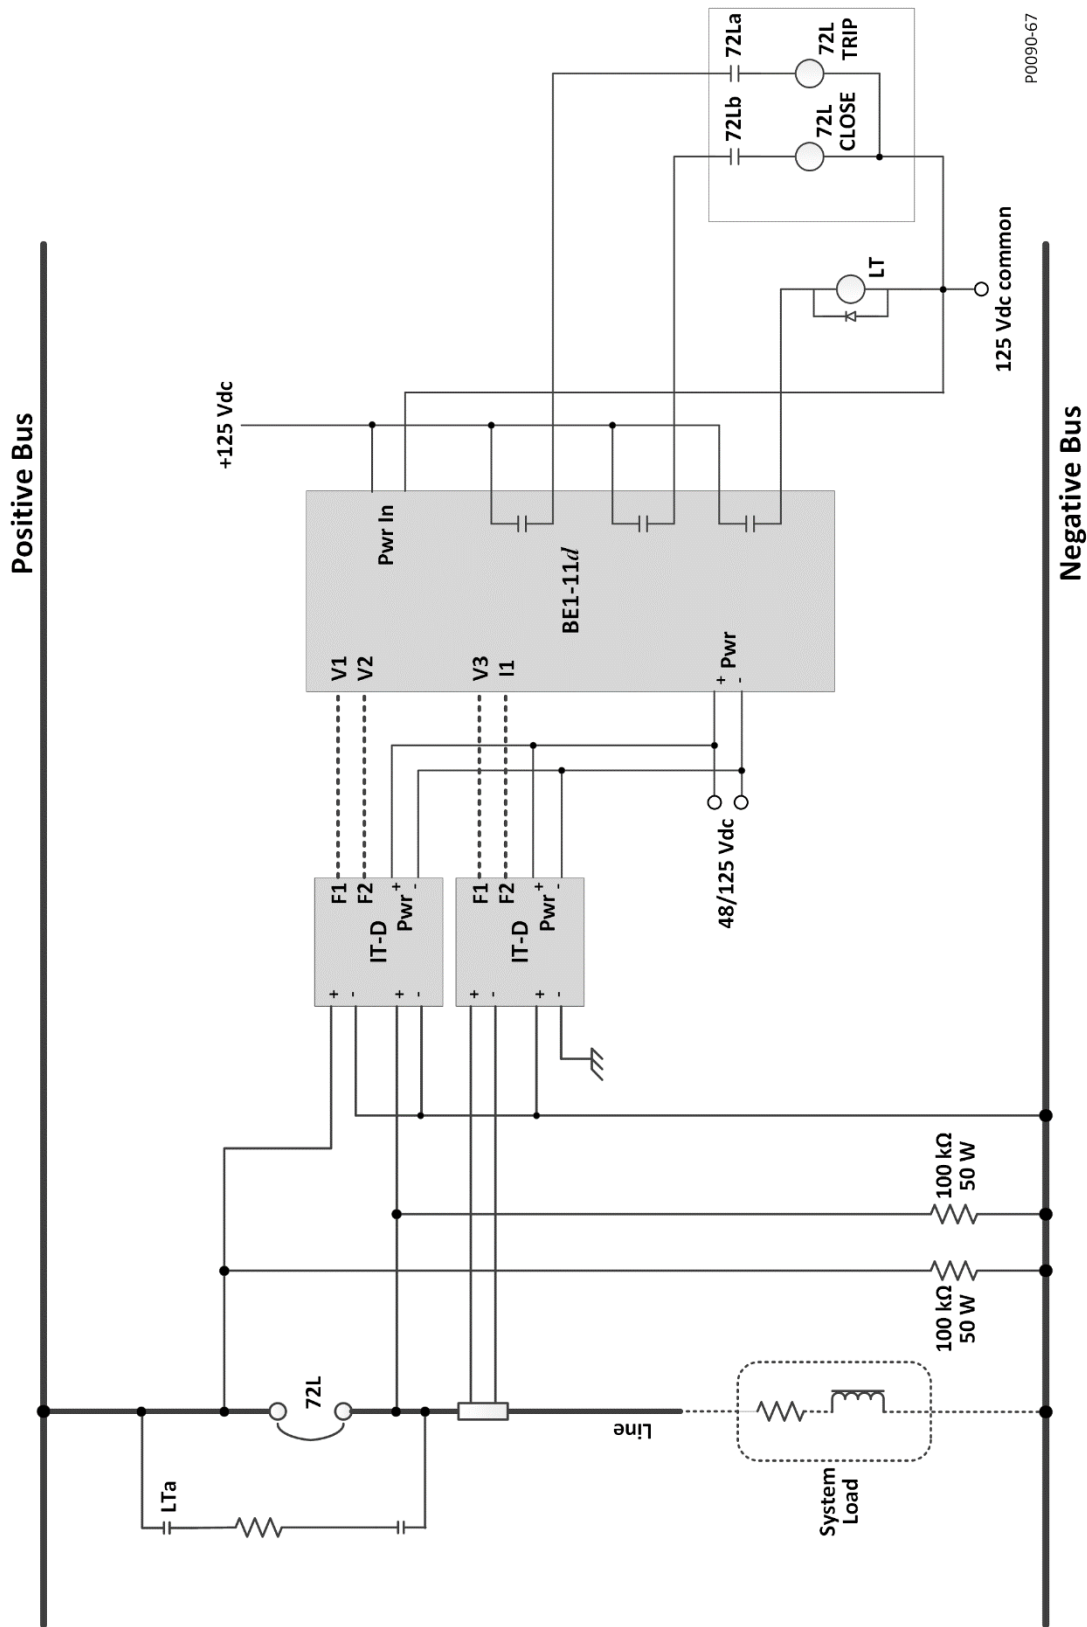 Positive Bus
+125 Vdc
72La
72Lb
72L
TRIP
72L
CLOSE
P0090-67
LT
125 Vdc common
Negative Bus
Pwr In
BE1-11d
V1
V2
V3
I1
+
-
Pwr
F1
F2
+
-
Pwr
IT-D
+
-
+
-
F1
F2
+
-
Pwr
IT-D
+
-
+
-
48/125 Vdc
100 kΩ
50 W
100 kΩ
50 W
72L
LTa
Line
System
Load